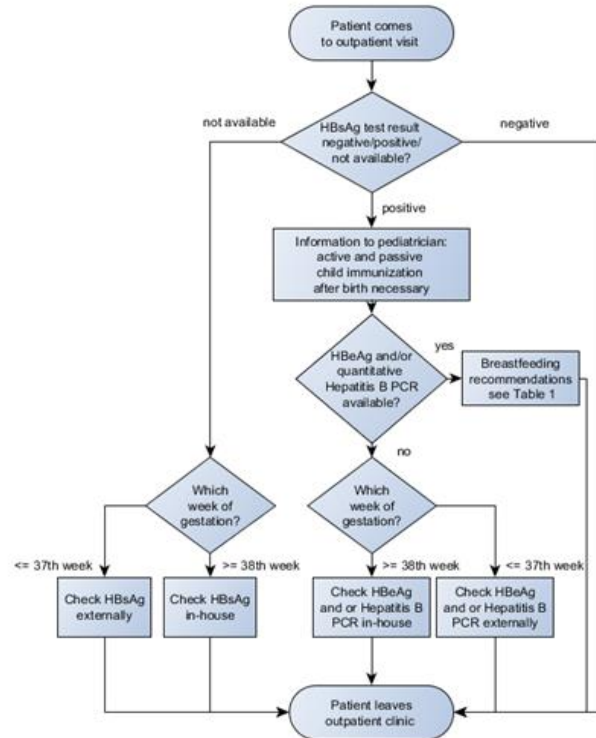 Patient comes
to outpatient visit
not available
HBsAg test result
negative/positive/
not available?
negative
positive
Information to pediatrician:
active and passive
child immunization
after birth necessary
HBeAg and/or
quantitative
Hepatitis B PCR
available?
yes
Breastfeeding
recommendations
see Table 1
no
Which
week of
gestation?
Which
week of
gestation?
<= 37th week
>= 38th week
>= 38th week
<= 37th week
Check HBsAg
externally
Check HBsAg
in-house
Check HBeAg
and or Hepatitis B
PCR in-house
Check HBeAg
and or Hepatitis B
PCR externally
Patient leaves
outpatient clinic